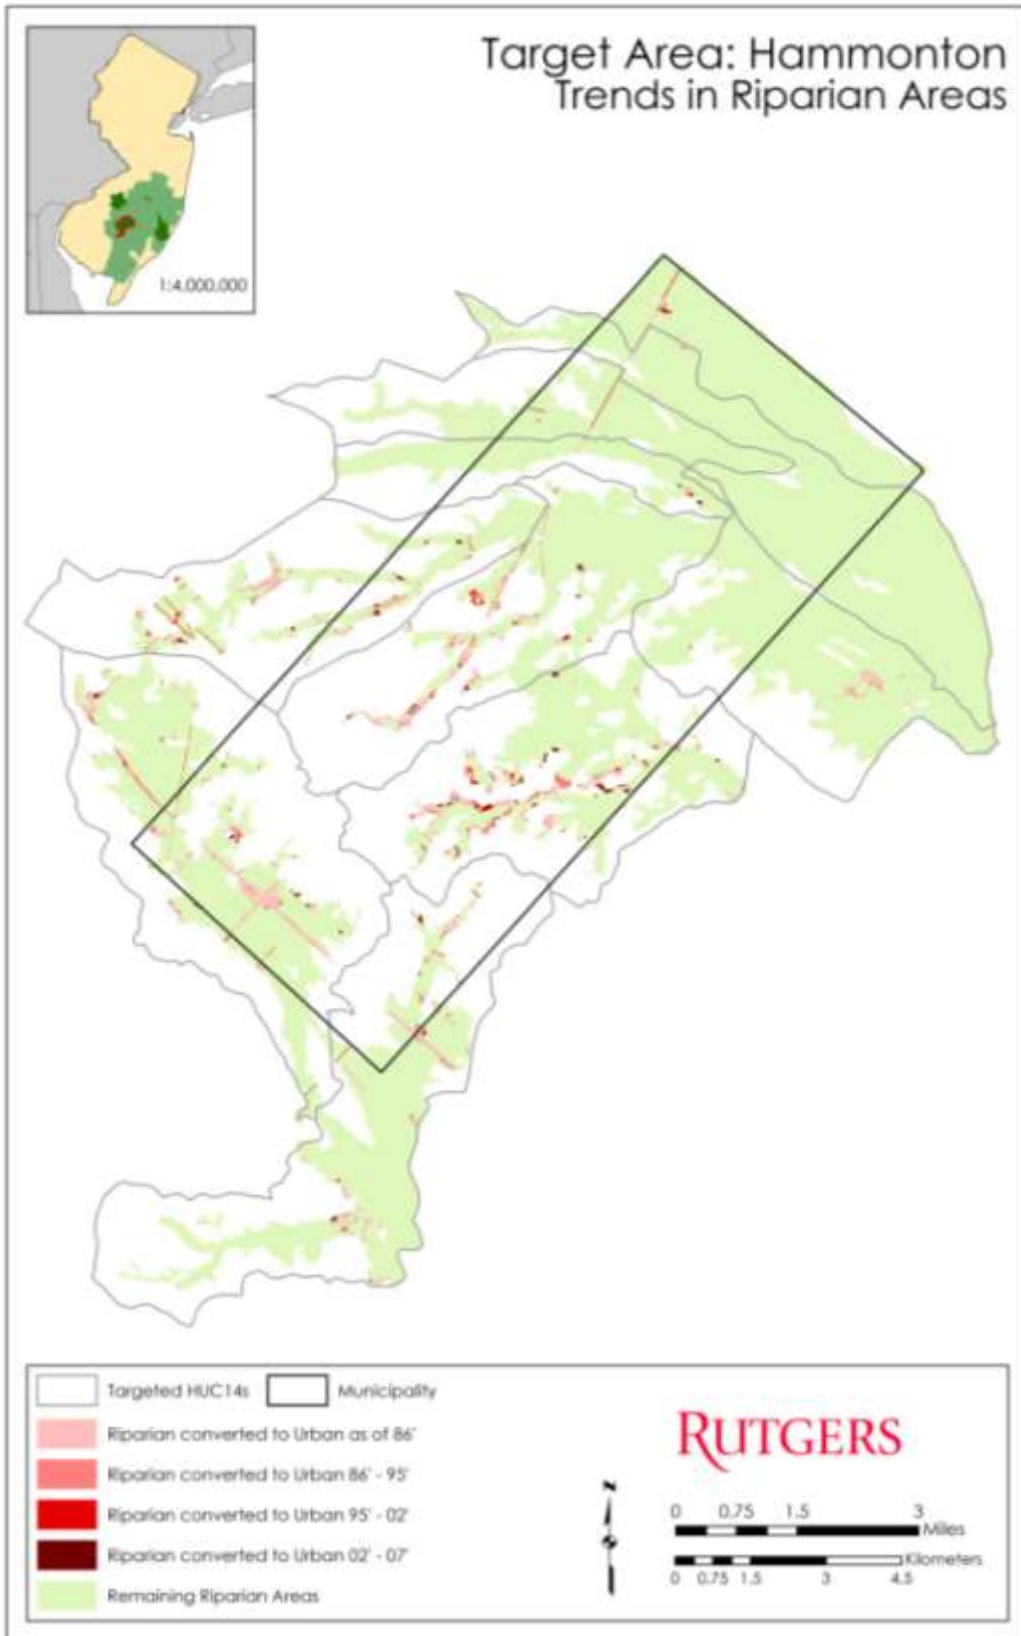 Target Area: Hammonton
Trends in Riparian Areas
1:4,000,000
Targeted HUC14s
Municipality
Riparian converted to Urban as of 86'
Riparian converted to Urban 86' - 95'
Riparian converted to Urban 95' - 02'
Riparian converted to Urban 02' - 07'
Remaining Riparian Areas
RUTGERS
N
0 0.75 1.5 3
Miles
Kilometers
0 0.75 1.5 3 4.5